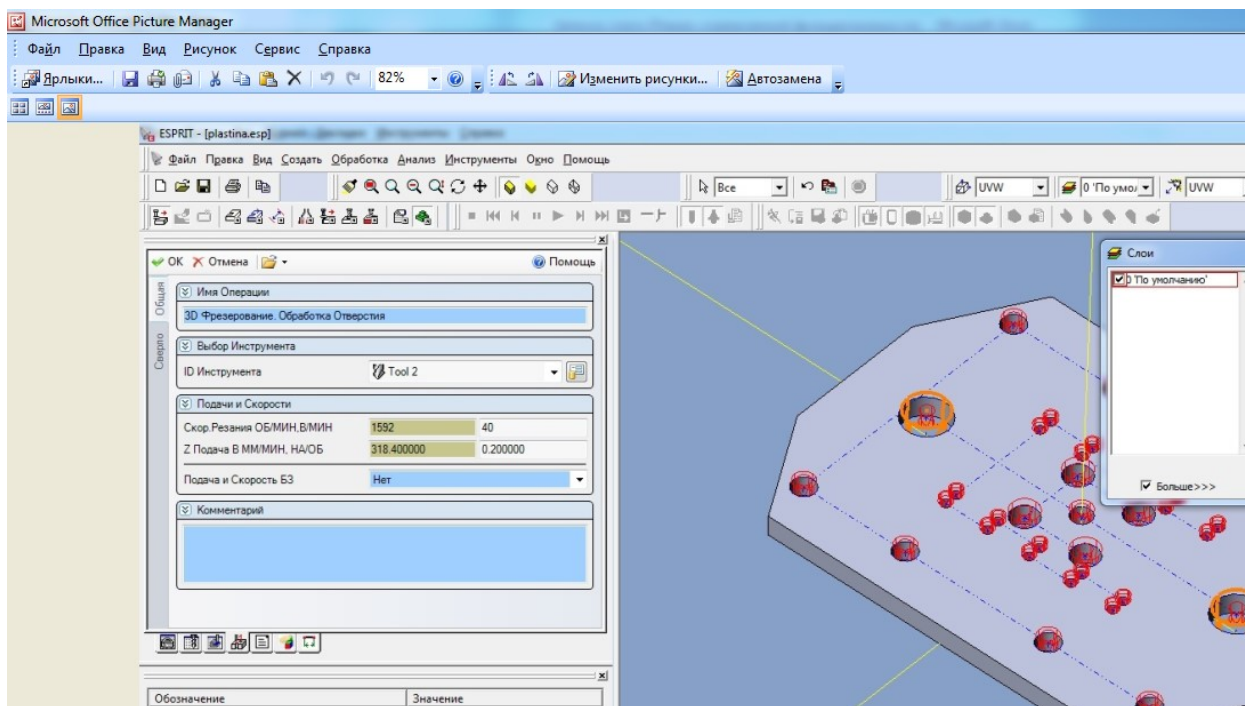 Microsoft Office Picture Manager
Файл Правка Вид Рисунок Сервис Справка
Ярлыки... 82% Изменить рисунки... Автозамена
ESPRIT - [plastina.esp]
Файл Правка Вид Создать Обработка Анализ Инструменты Окно Помощь
Все UVW 0 'По умол UVW
OK Отмена Помощь
Слои
Общая
Сверло
Имя Операции
'По умолчанию'
3D Фрезерование. Обработка Отверстия
Выбор Инструмента
ID Инструмента Tool 2
Подачи и Скорости
Скор.Резания ОБ/МИН,В/МИН 1592 40
Z Подача В ММ/МИН, НА/ОБ 318.400000 0.200000
Подача и Скорость БЗ Нет
Больше>>>
Комментарий
Обозначение Значение